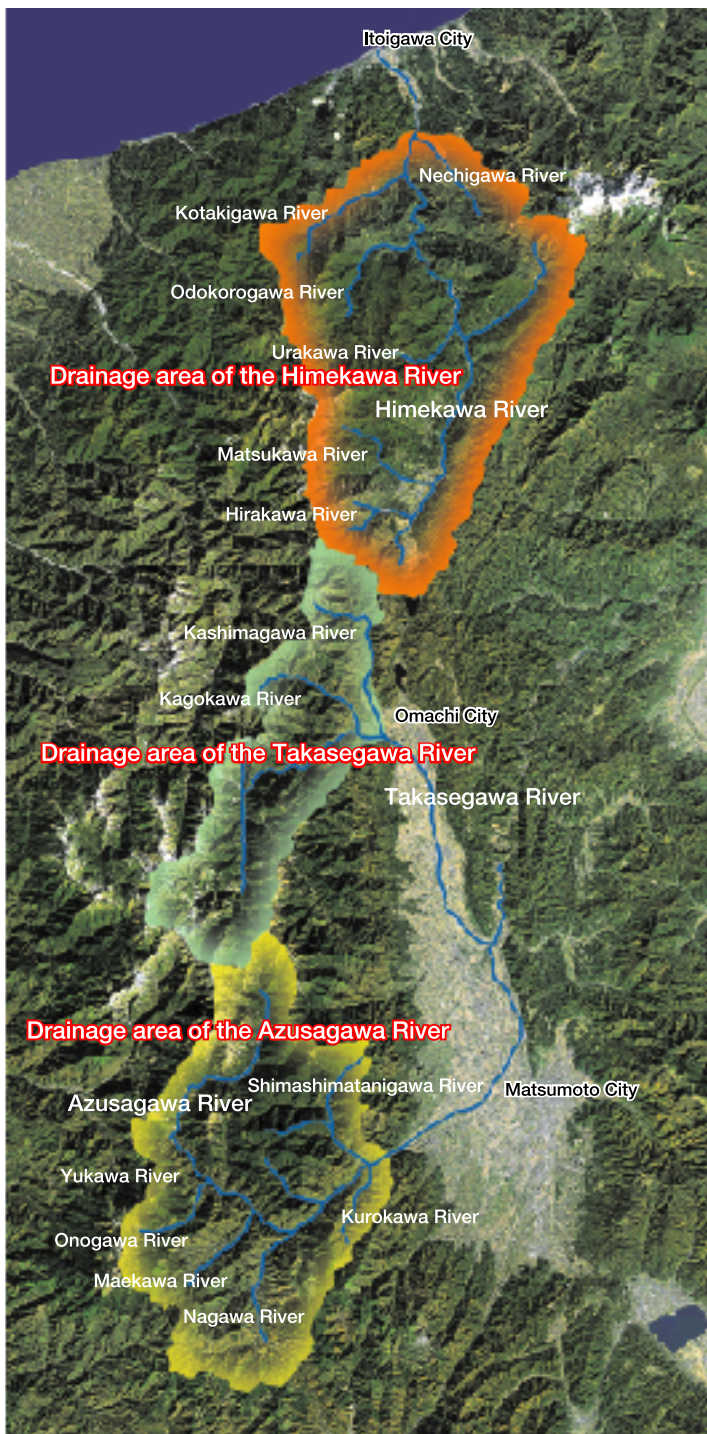 Itoigawa City
Nechigawa River
Kotakigawa River
Odokorogawa River
Urakawa River
Drainage area of the Himekawa River
Himekawa River
Matsukawa River
Hirakawa River
Kashimagawa River
Kagokawa River
Omachi City
Drainage area of the Takasegawa River
Takasegawa River
Drainage area of the Azusagawa River
Shimashimatanigawa River
Matsumoto City
Azusagawa River
Yukawa River
Kurokawa River
Onogawa River
Maekawa River
Nagawa River